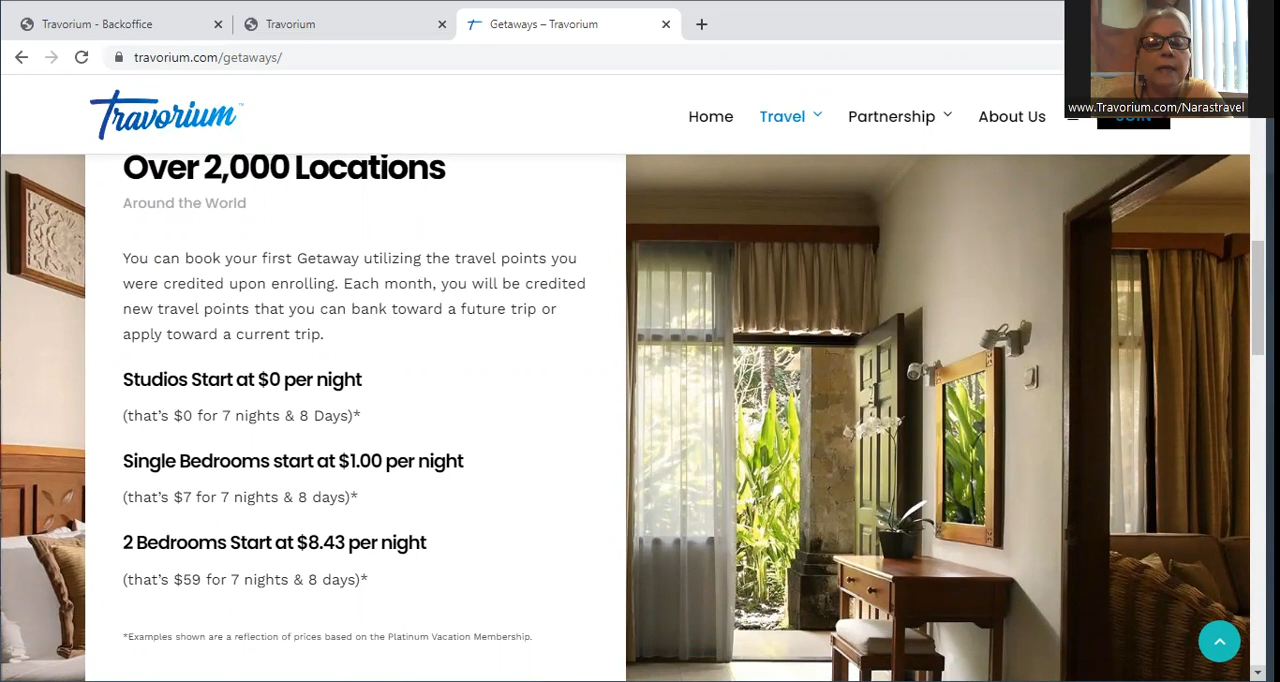 Travorium - Backoffice
Travorium
Getaways – Travorium
travorium.com/getaways/
www.Travorium.com/Narastravel
Travorium™
Home
Travel
Partnership
About Us
JOIN
Over 2,000 Locations
Around the World
You can book your first Getaway utilizing the travel points you
were credited upon enrolling. Each month, you will be credited
new travel points that you can bank toward a future trip or
apply toward a current trip.
Studios Start at $0 per night
(that's $0 for 7 nights & 8 Days)*
Single Bedrooms start at $1.00 per night
(that's $7 for 7 nights & 8 days)*
2 Bedrooms Start at $8.43 per night
(that's $59 for 7 nights & 8 days)*
*Examples shown are a reflection of prices based on the Platinum Vacation Membership.